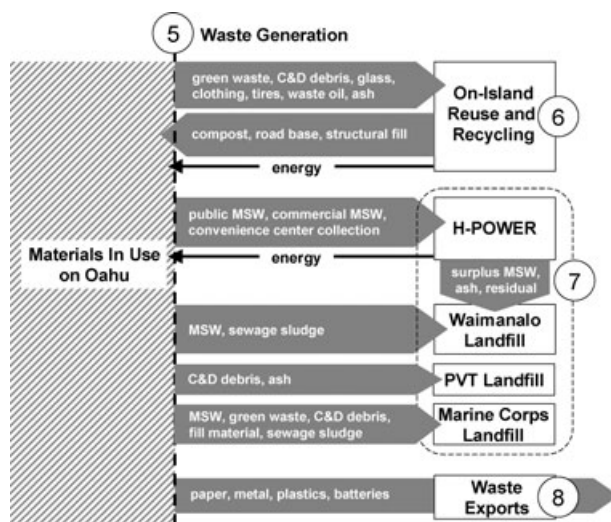 5 Waste Generation
green waste, C&D debris, glass,
clothing, tires, waste oil, ash
On-Island
Reuse and
Recycling
6
compost, road base, structural fill
energy
public MSW, commercial MSW,
convenience center collection
H-POWER
energy
Materials In Use
on Oahu
surplus MSW,
ash, residual
7
MSW, sewage sludge
Waimanalo
Landfill
C&D debris, ash
PVT Landfill
MSW, green waste, C&D debris,
fill material, sewage sludge
Marine Corps
Landfill
paper, metal, plastics, batteries
Waste
Exports
8